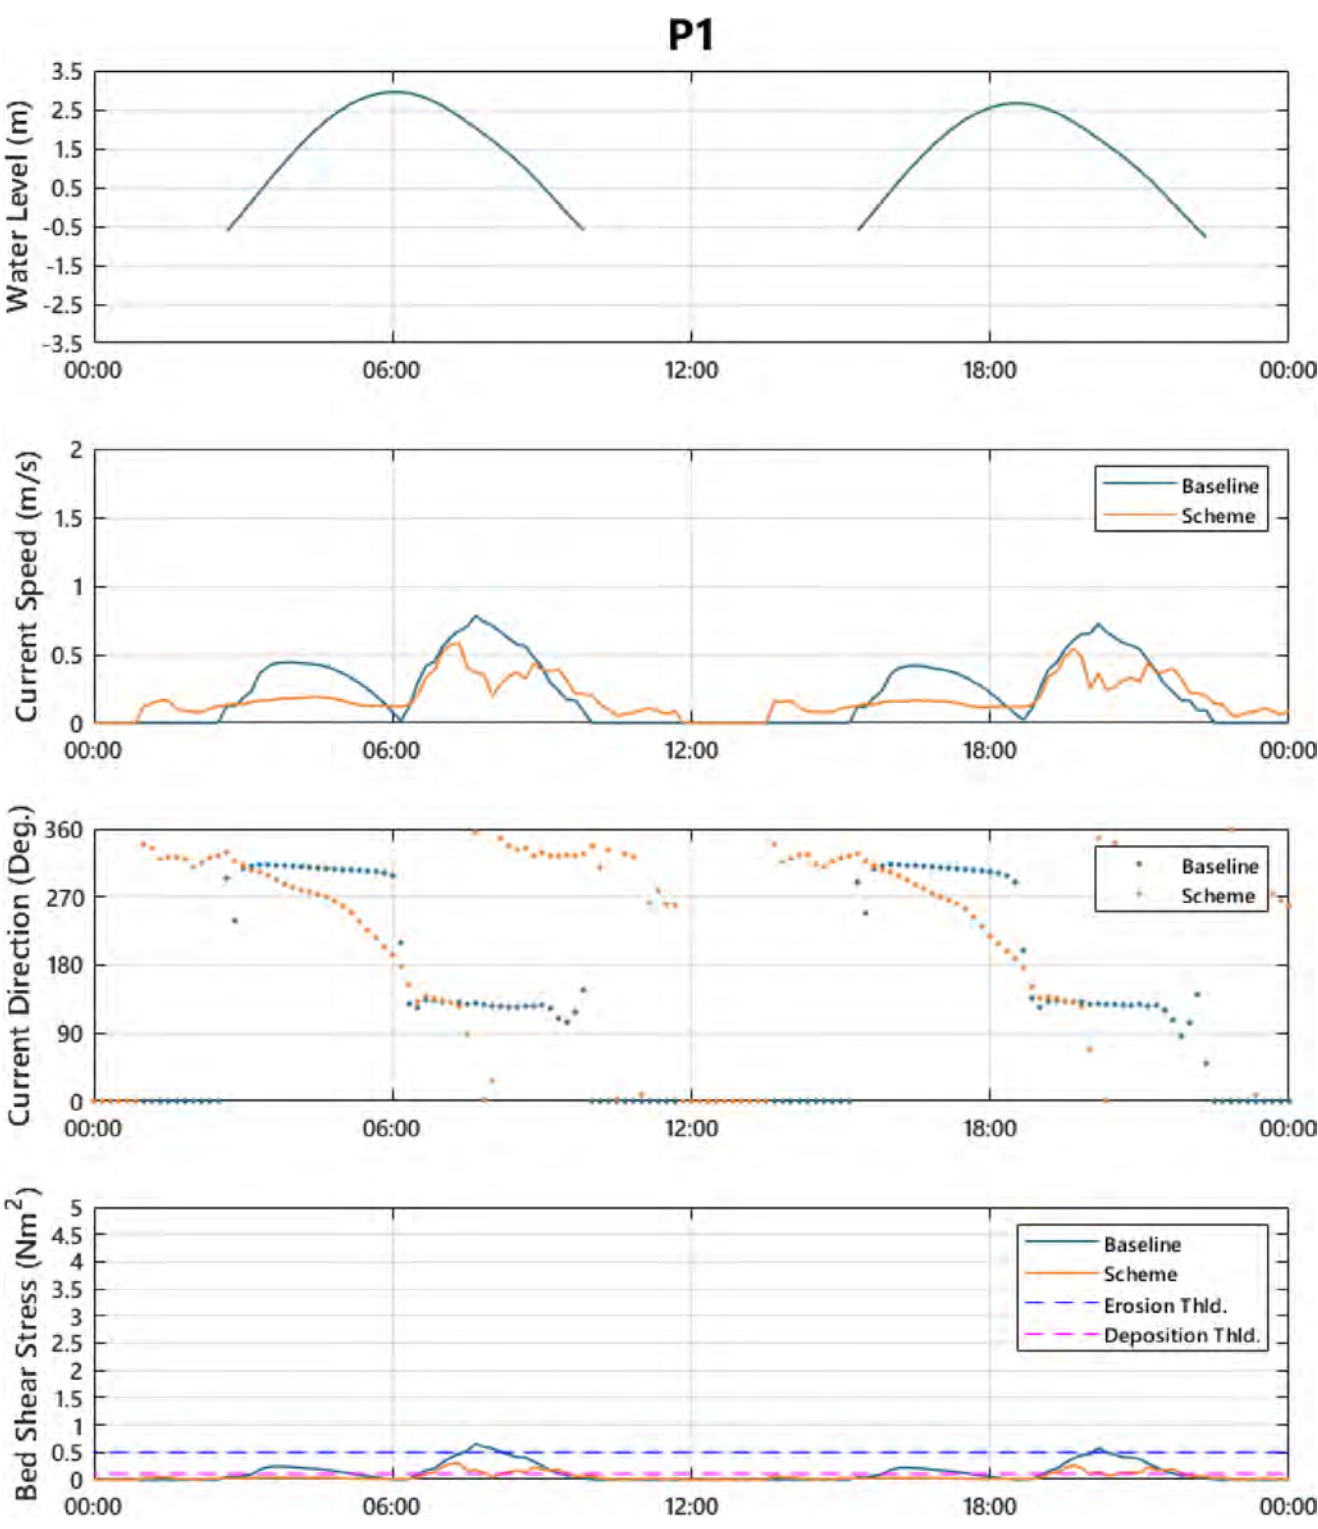 P1
Water Level (m)
3.5
2.5
1.5
0.5
-0.5
-1.5
-2.5
-3.5
00:00 06:00 12:00 18:00 00:00
Current Speed (m/s)
2
1.5
1
0.5
0
Baseline
Scheme
00:00 06:00 12:00 18:00 00:00
Current Direction (Deg.)
360
270
180
90
0
Baseline
Scheme
00:00 06:00 12:00 18:00 00:00
Bed Shear Stress (Nm²)
5
4.5
4
3.5
3
2.5
2
1.5
1
0.5
0
Baseline
Scheme
Erosion Thld.
Deposition Thld.
00:00 06:00 12:00 18:00 00:00